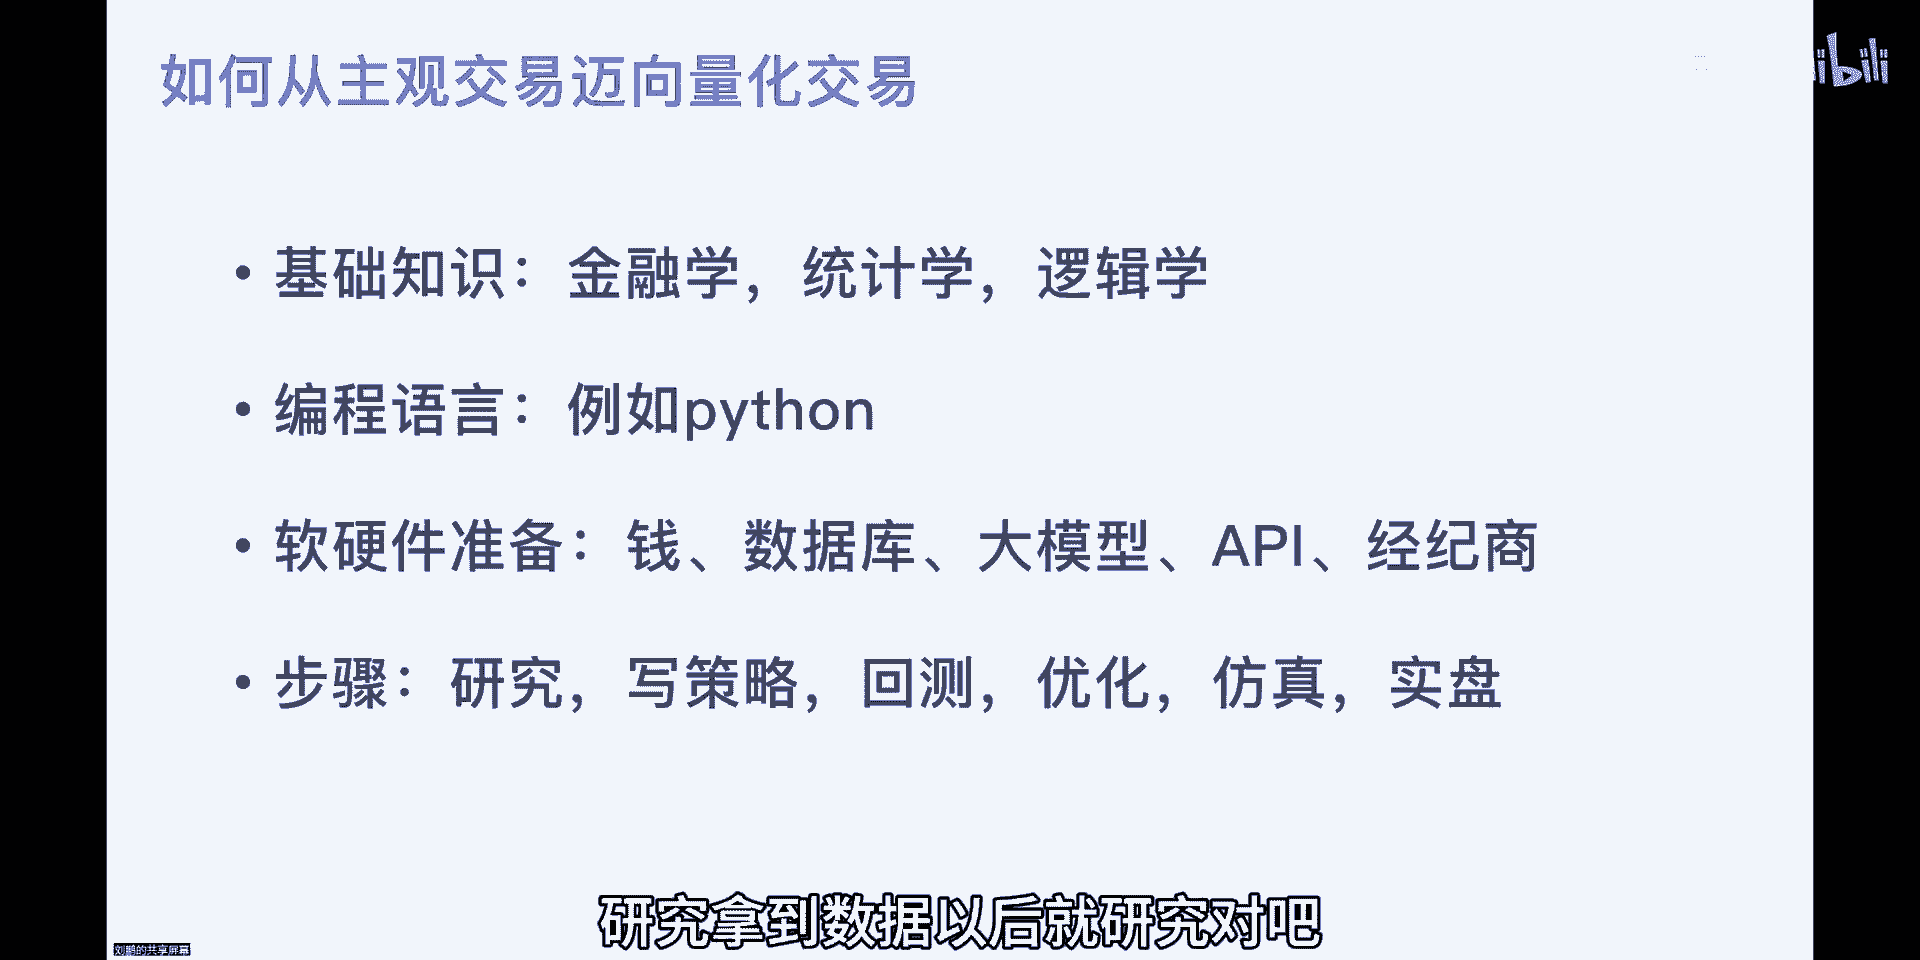 如何从主观交易迈向量化交易
bili
• 基础知识：金融学，统计学，逻辑学
• 编程语言：例如python
• 软硬件准备：钱、数据库、大模型、API、经纪商
• 步骤：研究，写策略，回测，优化，仿真，实盘
研究拿到数据以后就研究对吧
刘鹏的共享屏幕